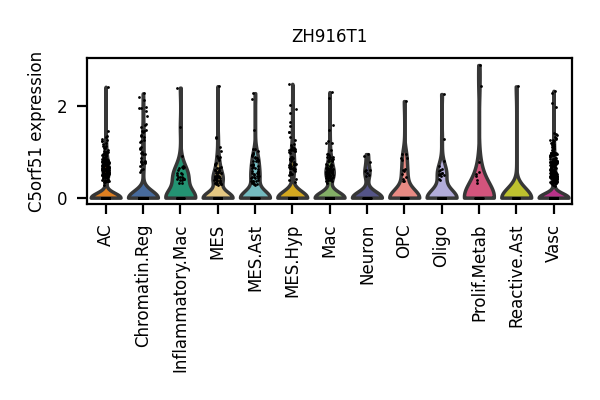 ZH916T1
C5orf51 expression
2
0
AC
Chromatin.Reg
Inflammatory.Mac
MES
MES.Ast
MES.Hyp
Mac
Neuron
OPC
Oligo
Prolif.Metab
Reactive.Ast
Vasc